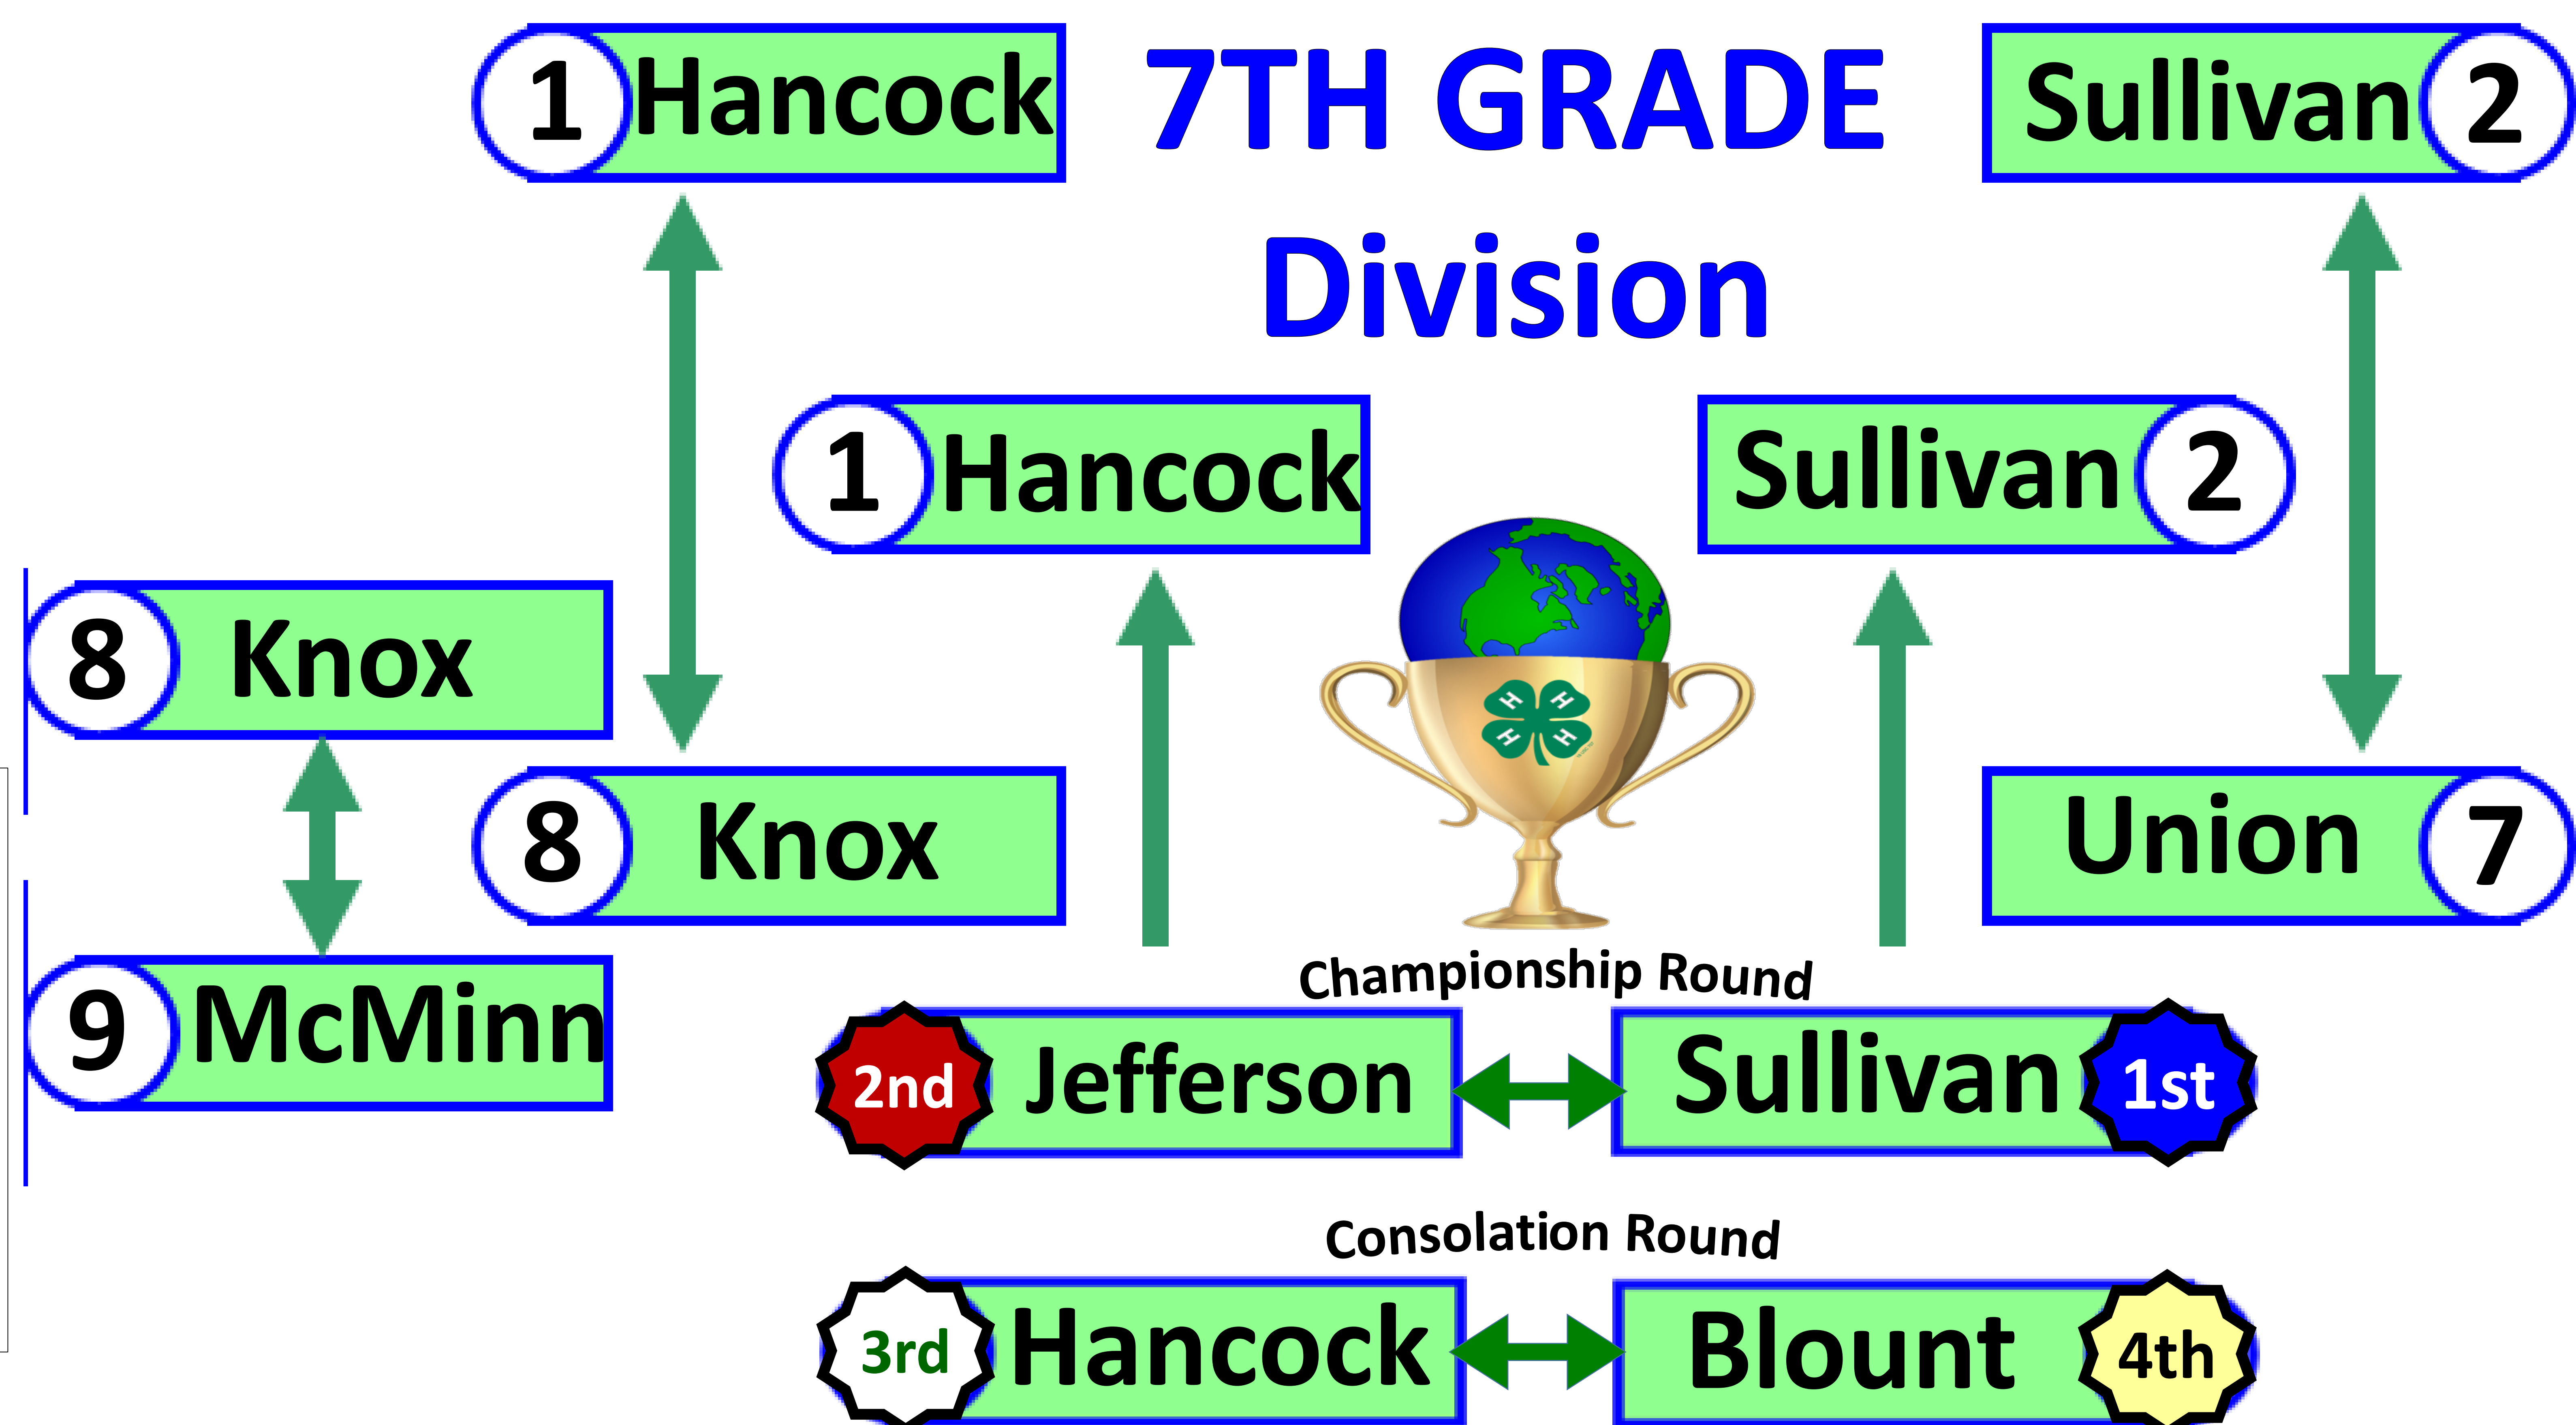 1 Hancock
7TH GRADE
Division
Sullivan 2
1 Hancock
Sullivan 2
8 Knox
H H
H H
8 Knox
Union 7
9 McMinn
Championship Round
2nd Jefferson
Sullivan 1st
Consolation Round
3rd Hancock
Blount 4th